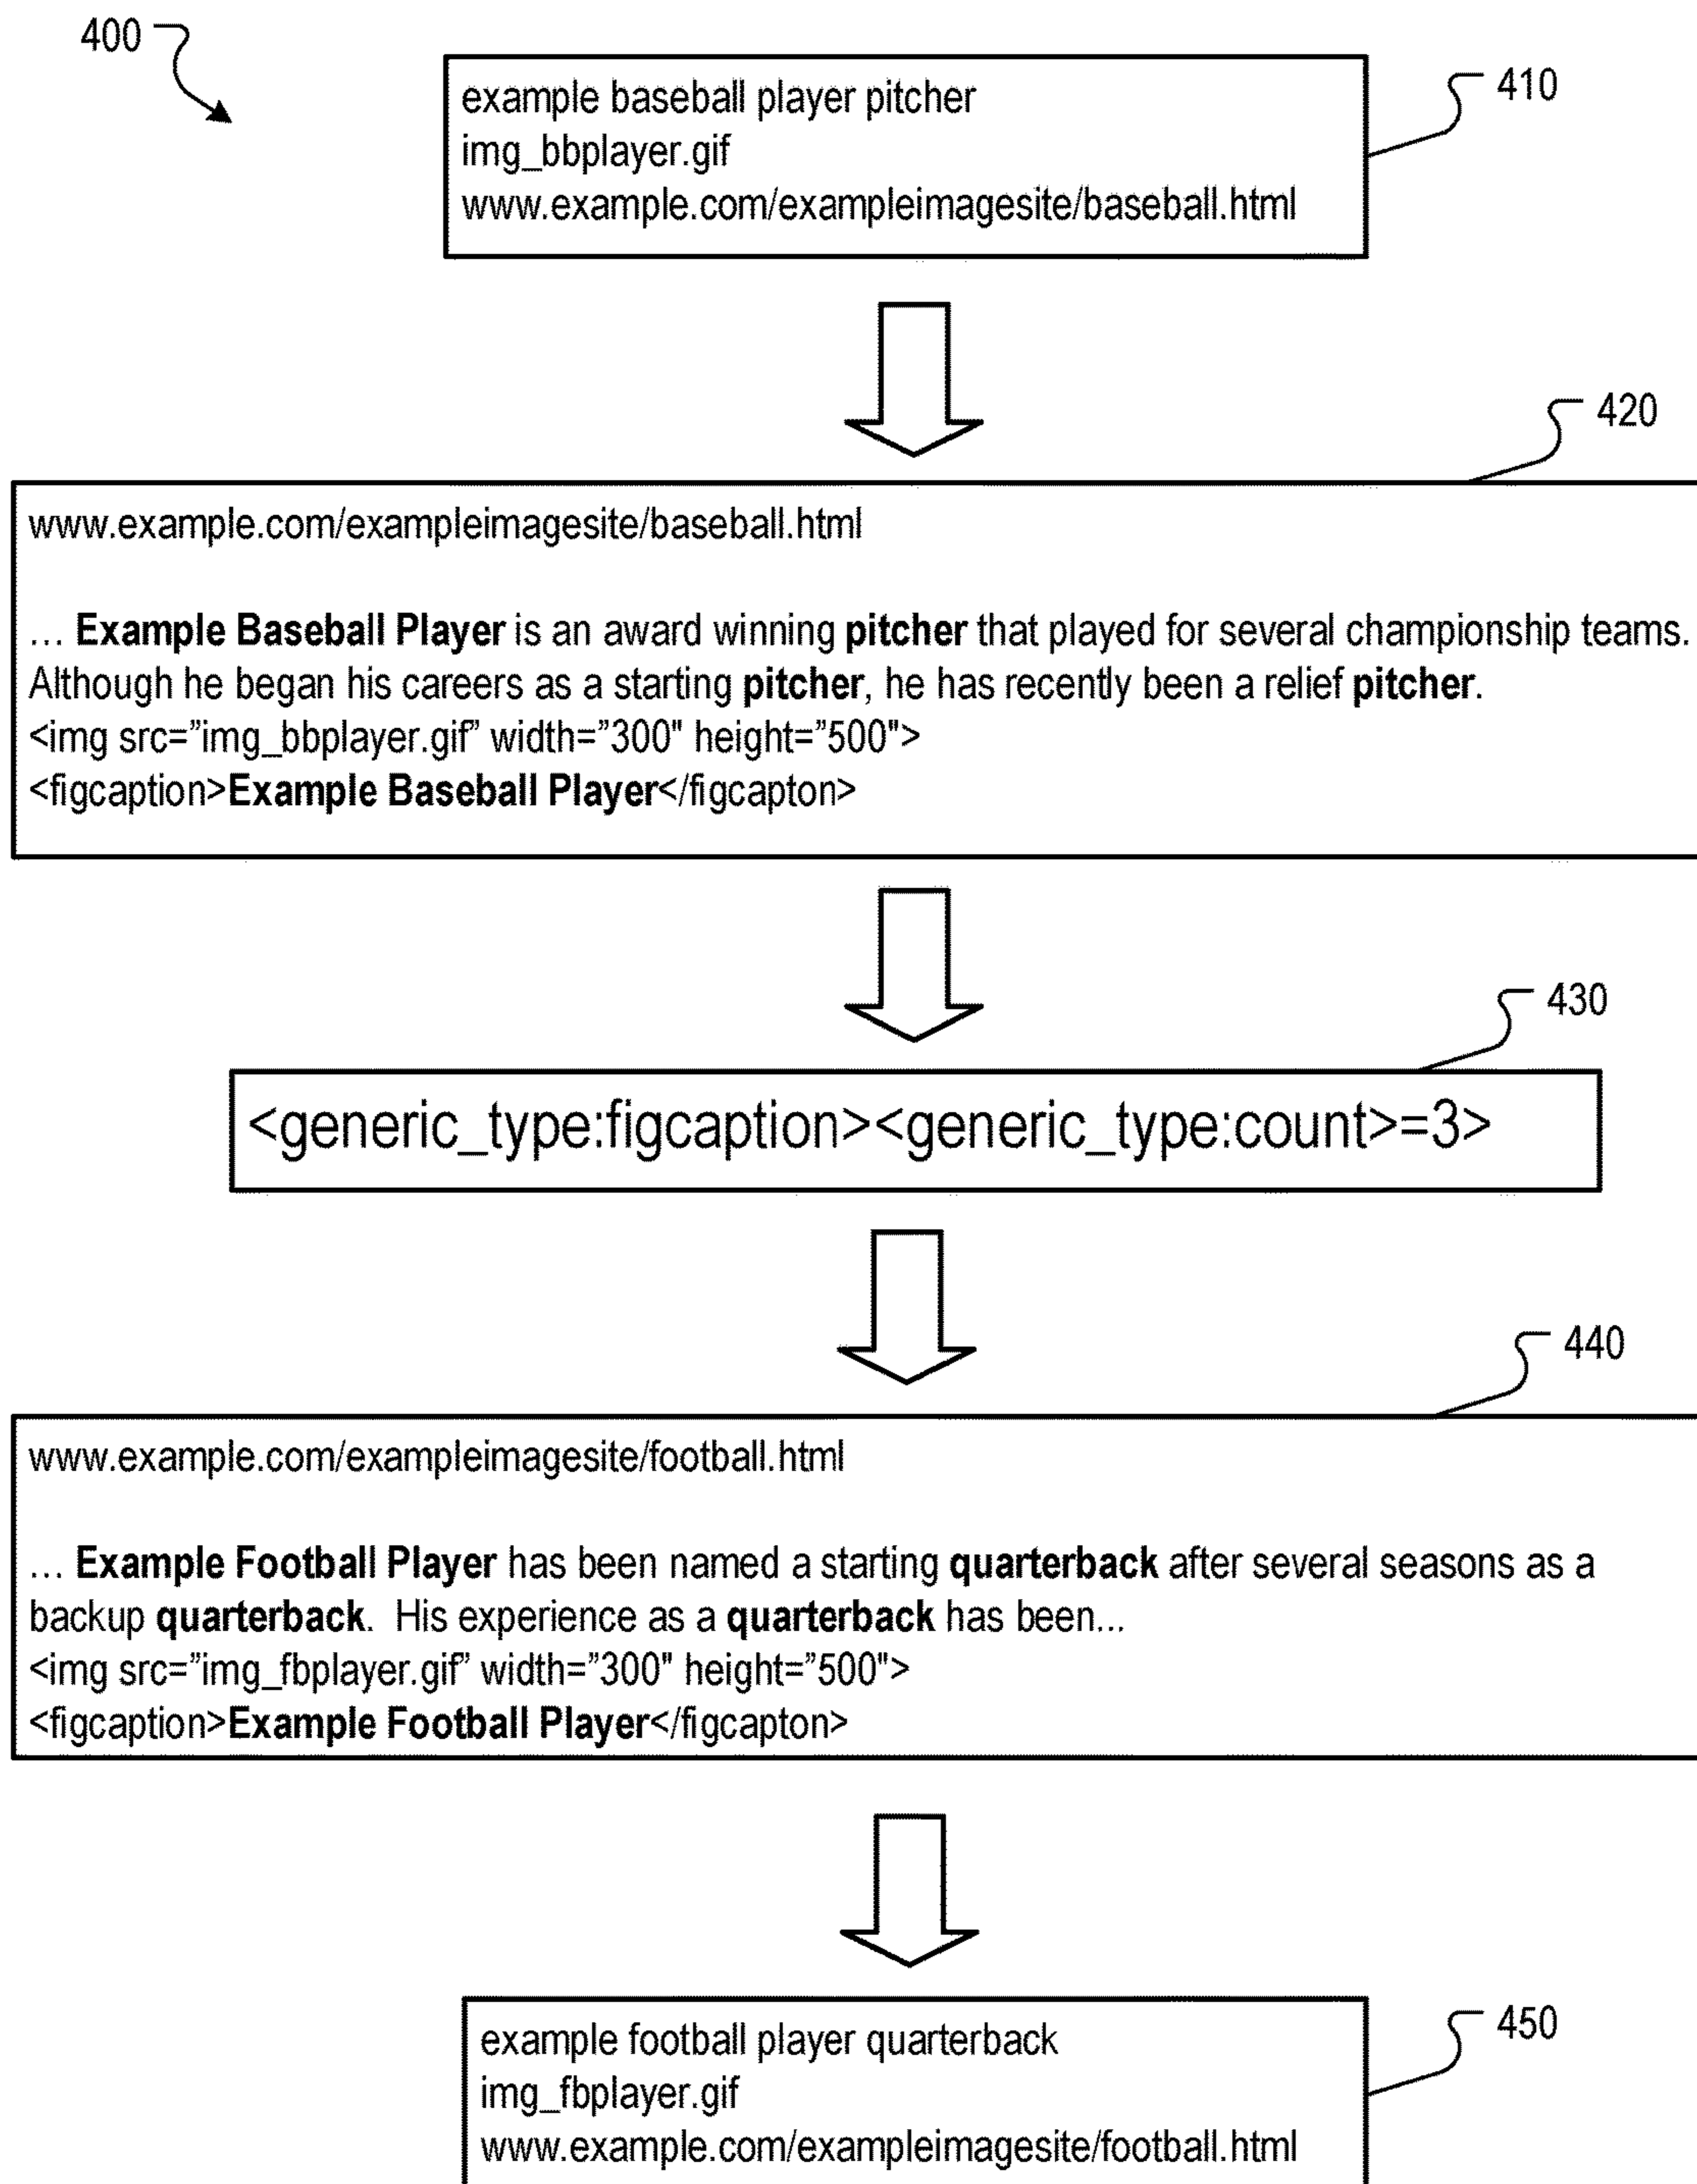 400
example baseball player pitcher
410
img_bbplayer.gif
www.example.com/exampleimagesite/baseball.html
420
www.example.com/exampleimagesite/baseball.html
... Example Baseball Player is an award winning pitcher that played for several championship teams.
Although he began his careers as a starting pitcher, he has recently been a relief pitcher.
<img src=”img_bbplayer.gif” width=”300" height=”500">
<figcaption>Example Baseball Player</figcapton>
430
<generic_type:figcaption><generic_type:count>=3>
440
www.example.com/exampleimagesite/football.html
... Example Football Player has been named a starting quarterback after several seasons as a
backup quarterback.  His experience as a quarterback has been...
<img src=”img_fbplayer.gif” width=”300" height=”500">
<figcaption>Example Football Player</figcapton>
450
example football player quarterback
img_fbplayer.gif
www.example.com/exampleimagesite/football.html